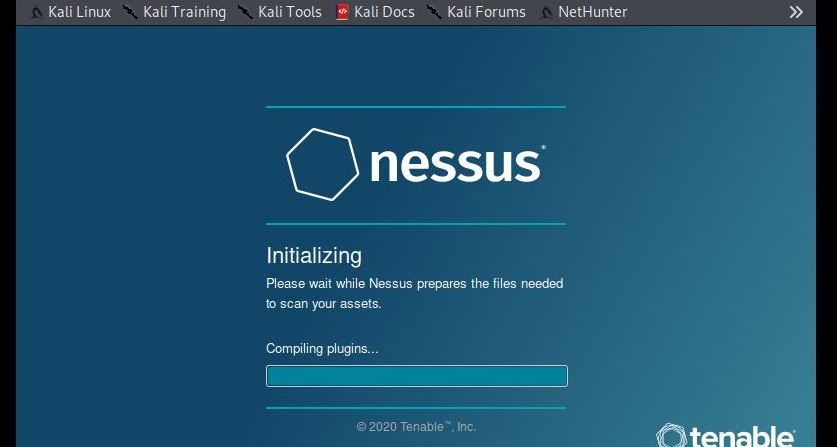 Kali Linux Kali Training Kali Tools Kali Docs Kali Forums NetHunter
nessus®
Initializing
Please wait while Nessus prepares the files needed
to scan your assets.
Compiling plugins...
© 2020 Tenable™, Inc.
tenable®